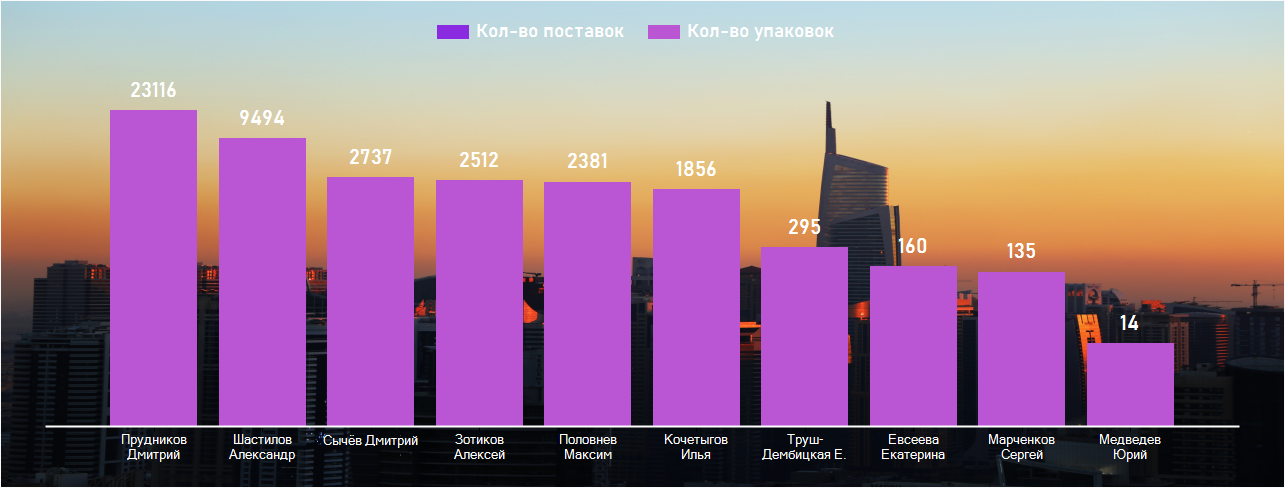 Кол-во поставок Кол-во упаковок
23116
9494
2737
2512
2381
1856
295
160
135
14
Прудников
Дмитрий
Шастилов
Александр
Сычёв Дмитрий
Зотиков
Алексей
Половнев
Максим
Кочетыгов
Илья
Труш-
Дембицкая Е.
Евсеева
Екатерина
Марченков
Сергей
Медведев
Юрий